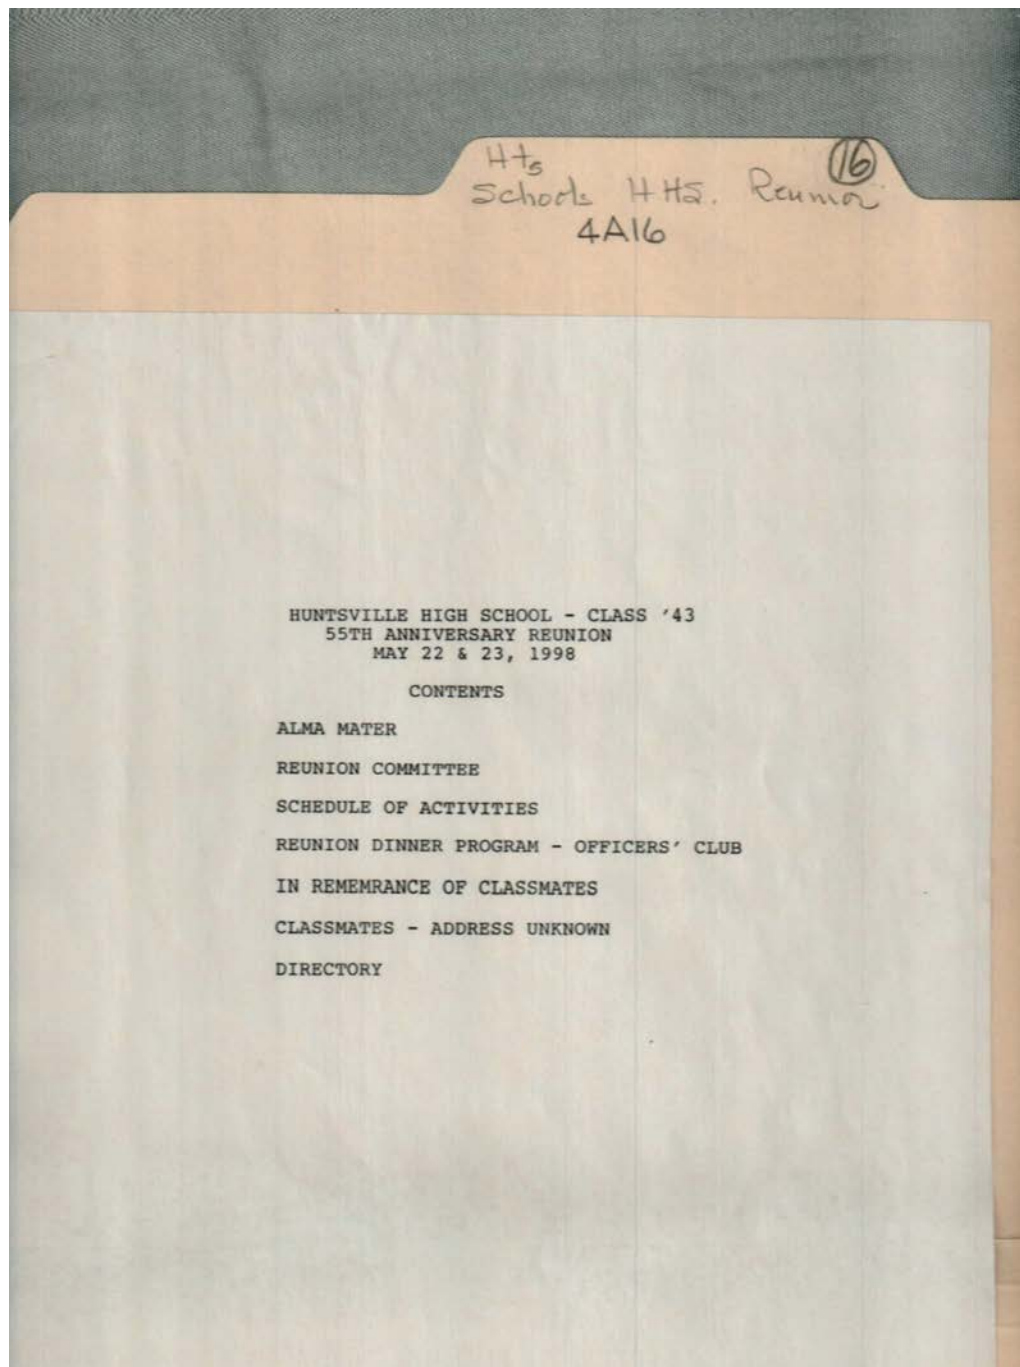 Hts
Schools HHS. Reunion
16
4A16
HUNTSVILLE HIGH SCHOOL - CLASS '43
55TH ANNIVERSARY REUNION
MAY 22 & 23, 1998
CONTENTS
ALMA MATER
REUNION COMMITTEE
SCHEDULE OF ACTIVITIES
REUNION DINNER PROGRAM - OFFICERS' CLUB
IN REMEMRANCE OF CLASSMATES
CLASSMATES - ADDRESS UNKNOWN
DIRECTORY